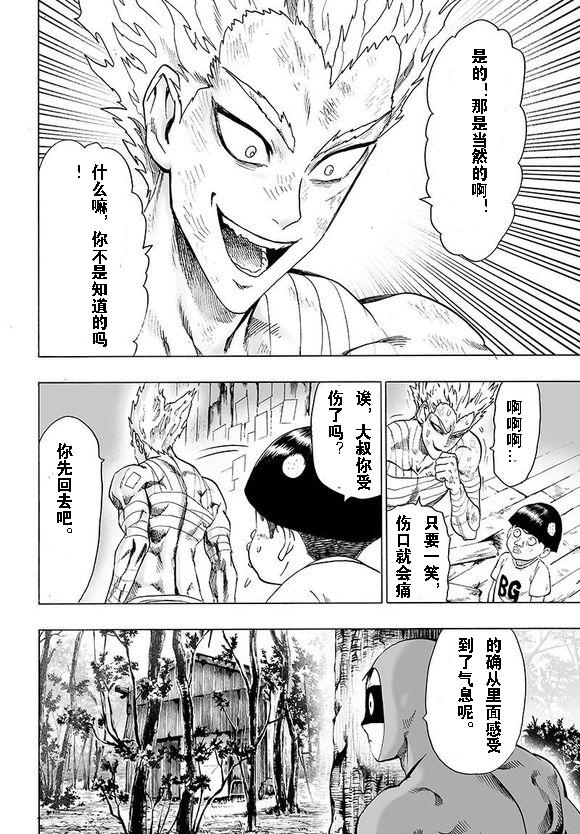 是的！那是当然的啊！
什么嘛，你不是知道的吗
！
啊啊啊…
只要一笑，
伤口就会痛
BG
诶，大叔你受
伤了吗？
你先回去吧。
的确从里面感受
到了气息呢。